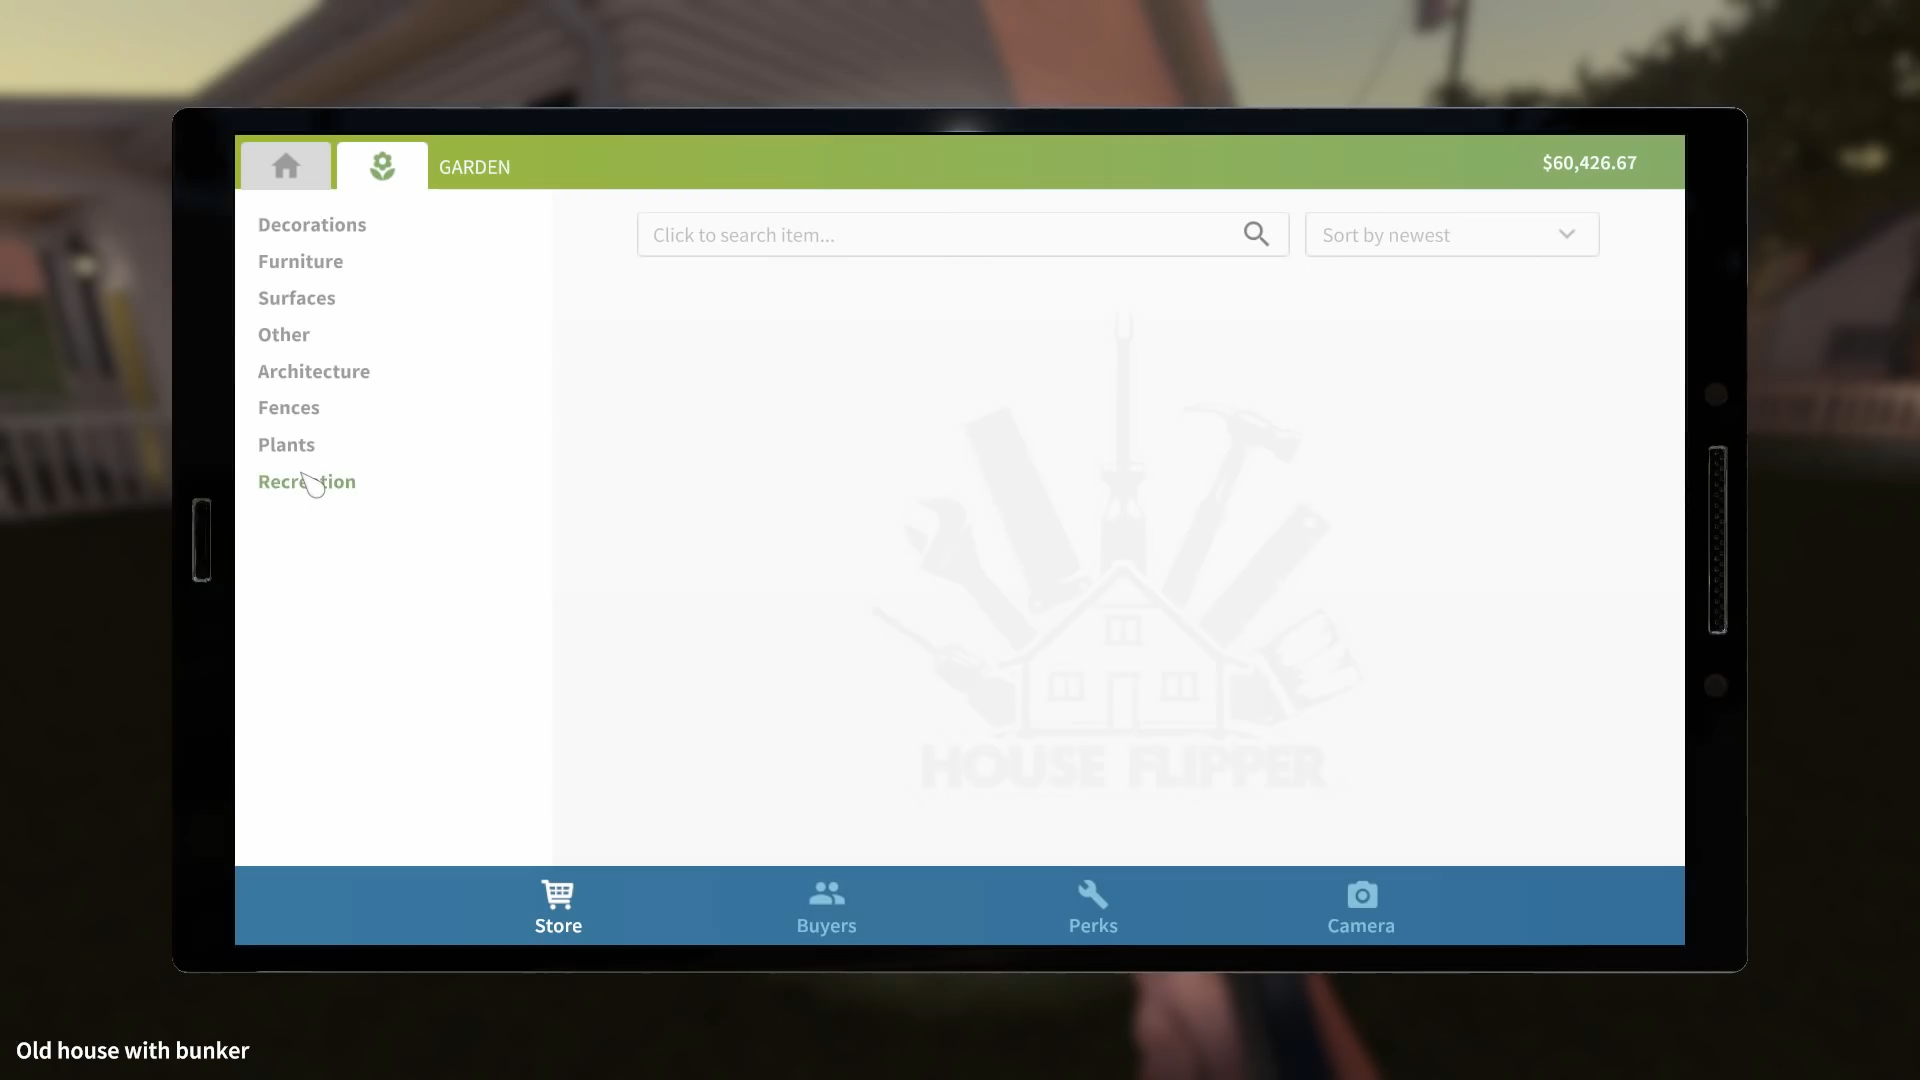 GARDEN
$60,426.67
Decorations
Furniture
Surfaces
Other
Architecture
Fences
Plants
Recreation
Click to search item...
Sort by newest
HOUSE FLIPPER
Store
Buyers
Perks
Camera
Old house with bunker